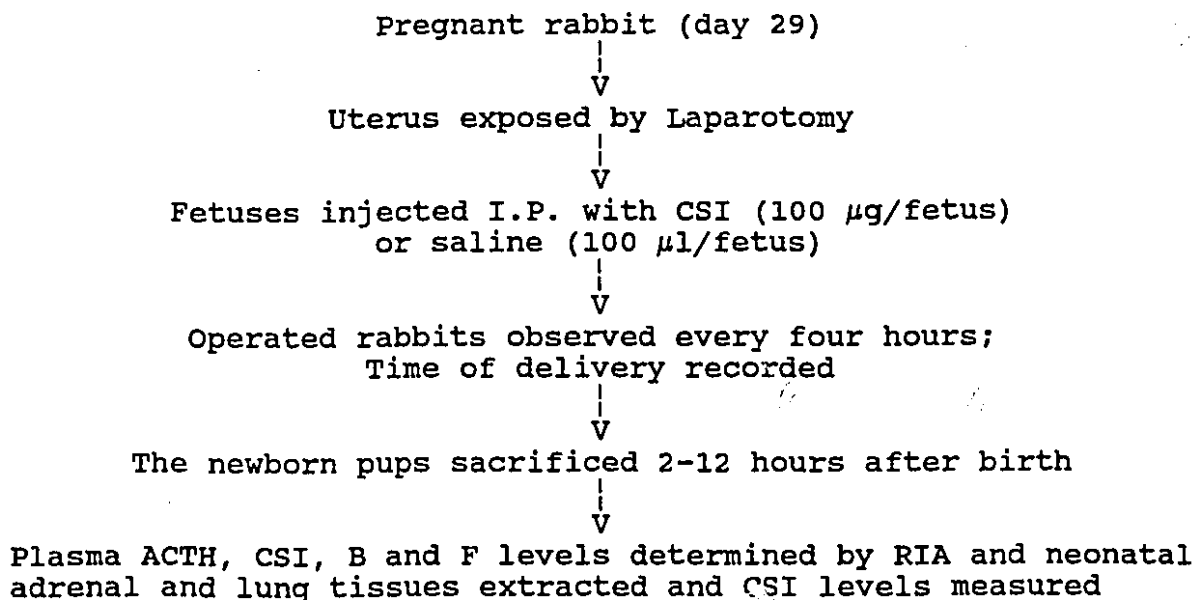 Pregnant rabbit (day 29)
V
Uterus exposed by Laparotomy
V
Fetuses injected I.P. with CSI (100 µg/fetus)
or saline (100 µl/fetus)
V
Operated rabbits observed every four hours;
Time of delivery recorded
V
The newborn pups sacrificed 2-12 hours after birth
V
Plasma ACTH, CSI, B and F levels determined by RIA and neonatal
adrenal and lung tissues extracted and CSI levels measured